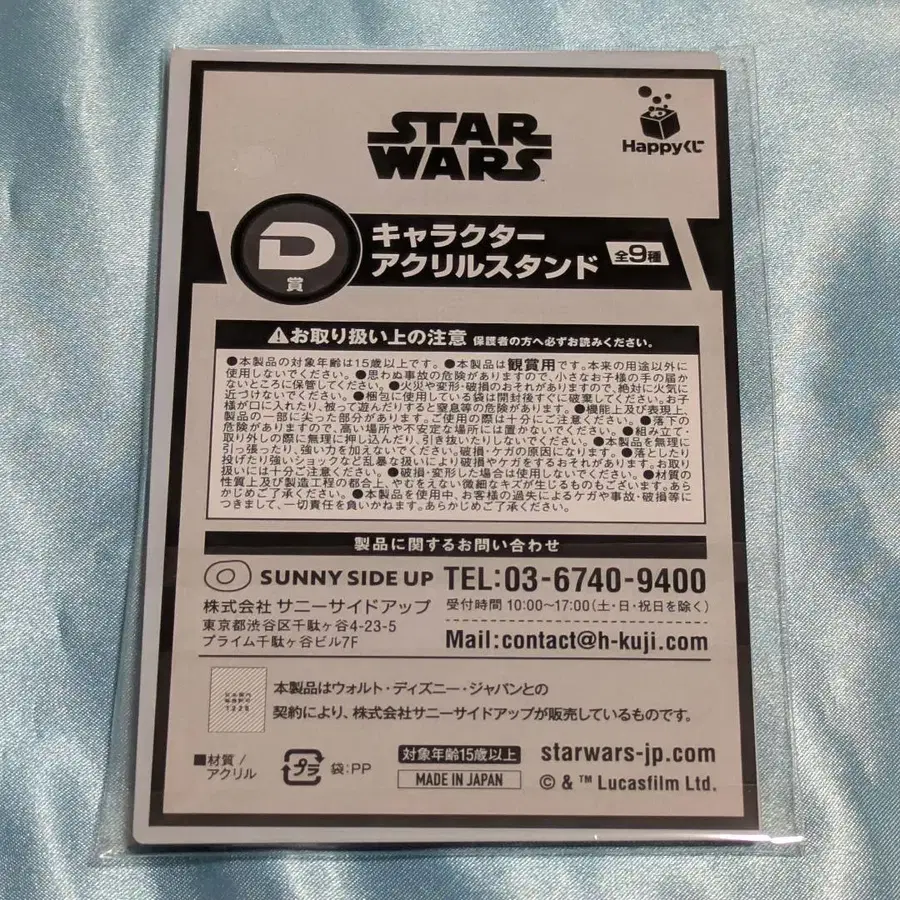 STAR
WARS
Happyくじ
D
賞
キャラクター
アクリルスタンド 全9種
お取り扱い上の注意 保護者の方へ必ずお読みください。
●本製品の対象年齢は15歳以上です。●本製品は観賞用です。本来の用途以外に
使用しないでください。●思わぬ事故の危険がありますので、小さなお子様の手の届か
ないところに保管してください。●火災や変形・破損のおそれがありますので、絶対に火気に
近づけないでください。●梱包に使用している袋は開封後すぐに破棄してください。お子
様が口に入れたり、被って遊んだりすると窒息等の危険があります。●機能上及び表現上、
製品の一部に尖った部分があります。ご使用の際は十分にご注意ください。●落下の
危険がありますので、高い場所や不安定な場所には置かないでください。●組み立て・
取り外しの際に無理に押し込んだり、引き抜いたりしないでください。●本製品を無理に
引っ張ったり、強い力を加えないでください。破損・ケガの原因になります。●落としたり
投げたり強いショックなど乱暴な扱いにより破損やケガをするおそれがあります。お取り
扱いには十分ご注意ください。●破損・変形した場合は使用しないでください。●材質の
性質上及び製造工程の都合上、やむをえない微細なキズが生じるものもございます。あら
かじめご了承ください。●本製品を使用中、お客様の過失によるケガや事故・破損等に
つきまして、一切責任を負いかねます。あらかじめご了承ください。
製品に関するお問い合わせ
SUNNY SIDE UP TEL:03-6740-9400
株式会社 サニーサイドアップ 受付時間 10:00~17:00(土・日・祝日を除く)
東京都渋谷区千駄ヶ谷4-23-5
プライム千駄ヶ谷ビル7F Mail:contact@h-kuji.com
本製品はウォルト・ディズニー・ジャパンとの
契約により、株式会社サニーサイドアップが販売しているものです。
■材質/
アクリル
プラ 袋:PP
対象年齢15歳以上
MADE IN JAPAN
starwars-jp.com
© & ™ Lucasfilm Ltd.